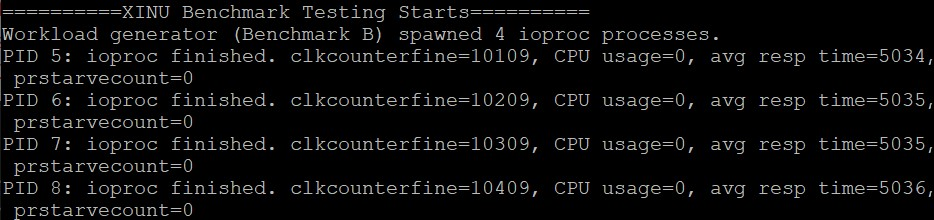 ==========XINU Benchmark Testing Starts==========
Workload generator (Benchmark B) spawned 4 ioproc processes.
PID 5: ioproc finished. clkcounterfine=10109, CPU usage=0, avg resp time=5034,
 prstarvecount=0
PID 6: ioproc finished. clkcounterfine=10209, CPU usage=0, avg resp time=5035,
 prstarvecount=0
PID 7: ioproc finished. clkcounterfine=10309, CPU usage=0, avg resp time=5035,
 prstarvecount=0
PID 8: ioproc finished. clkcounterfine=10409, CPU usage=0, avg resp time=5036,
 prstarvecount=0